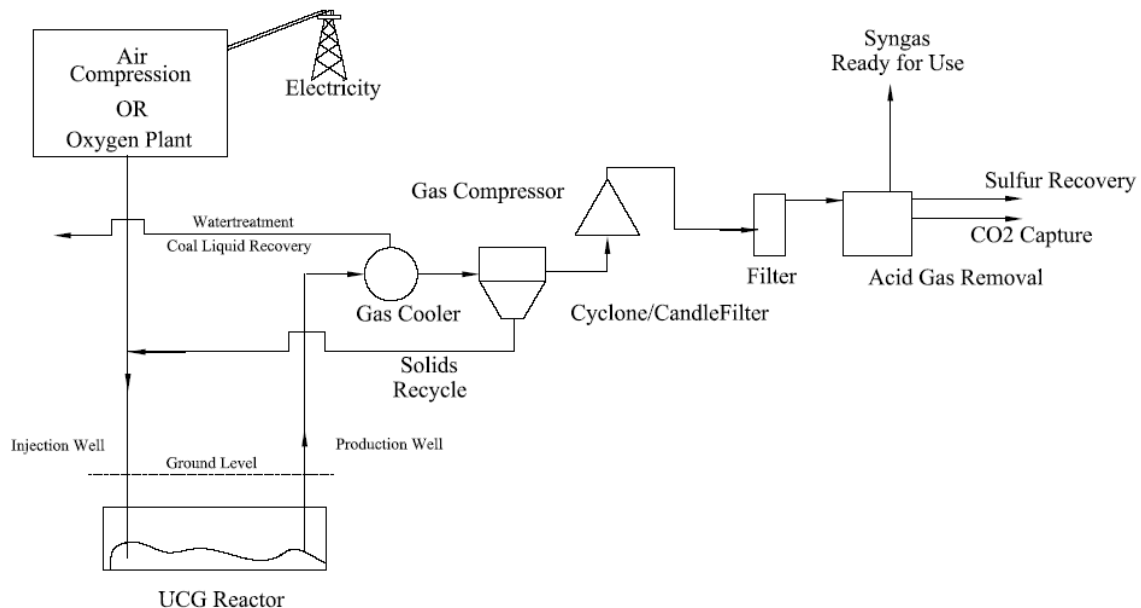 Air
Compression
OR
Oxygen Plant
Electricity
Syngas
Ready for Use
Gas Compressor
Sulfur Recovery
CO2 Capture
Watertreatment
Coal Liquid Recovery
Gas Cooler
Filter
Acid Gas Removal
Cyclone/CandleFilter
Solids
Recycle
Injection Well
Production Well
Ground Level
UCG Reactor